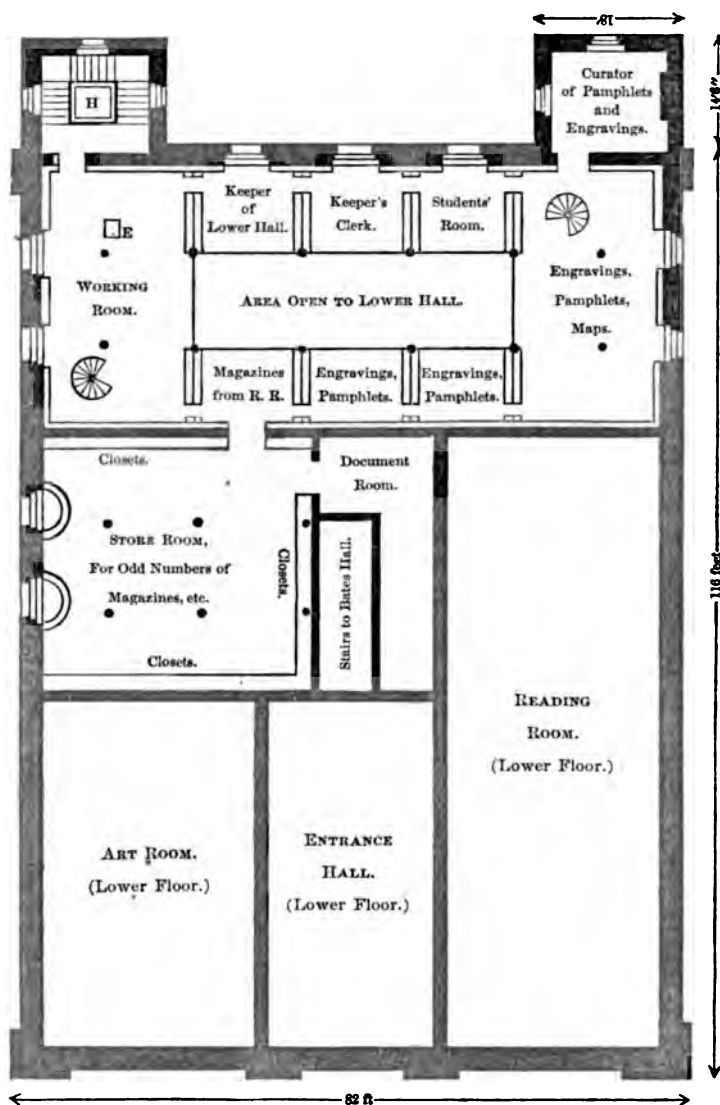 18'
H
Curator
of Pamphlets
and
Engravings.
14'6"
Keeper
of
Lower Hall.
Keeper's
Clerk.
Students'
Room.
E
WORKING
ROOM.
AREA OPEN TO LOWER HALL.
Engravings,
Pamphlets,
Maps.
Magazines
from R. R.
Engravings,
Pamphlets.
Engravings,
Pamphlets.
Closets.
Document
Room.
STORE ROOM,
For Odd Numbers of
Magazines, etc.
Closets.
Stairs to Bates Hall.
Closets.
116 feet
READING
ROOM.
(Lower Floor.)
ART ROOM.
(Lower Floor.)
ENTRANCE
HALL.
(Lower Floor.)
82 ft